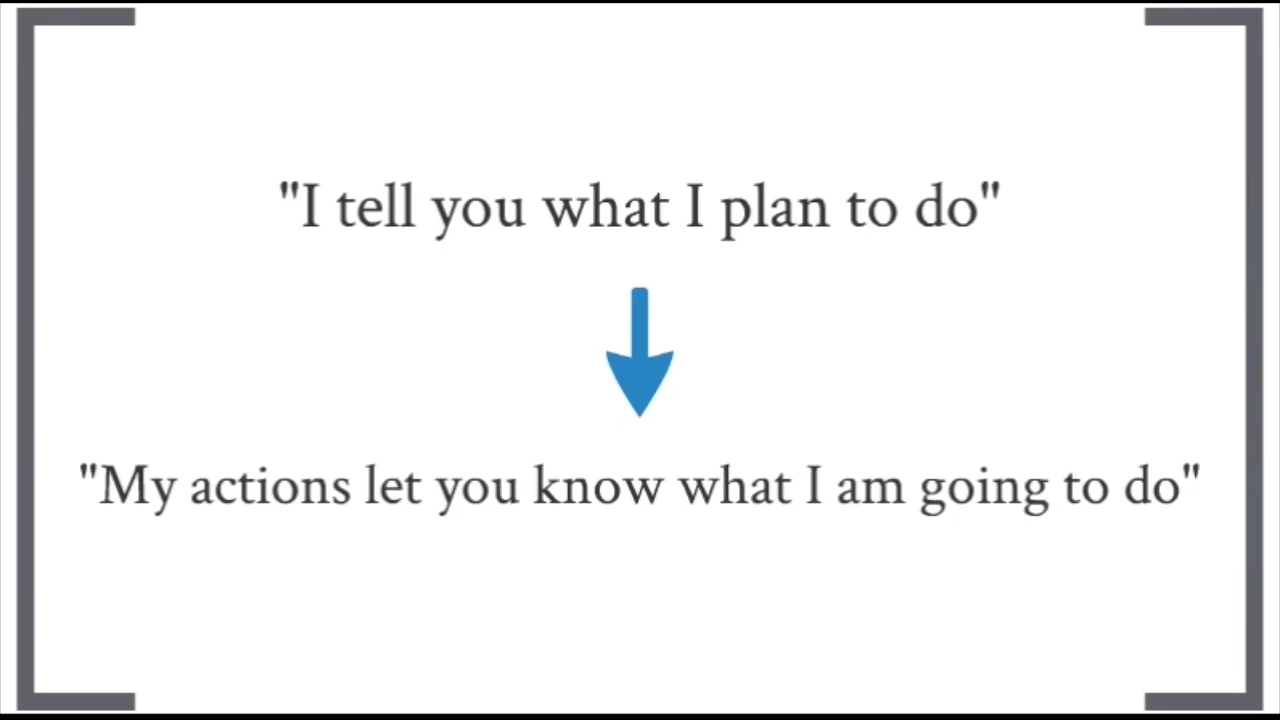 "I tell you what I plan to do"
"My actions let you know what I am going to do"